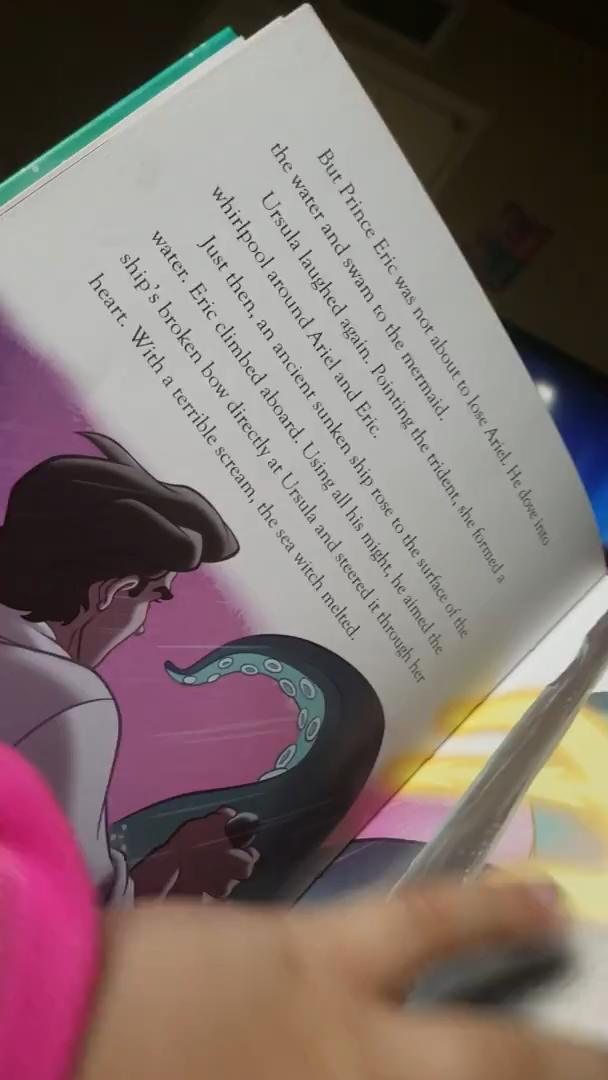 But Prince Eric was not about to lose Ariel. He dove into
the water and swam to the mermaid.
Ursula laughed again. Pointing the trident, she formed a
whirlpool around Ariel and Eric.
Just then, an ancient sunken ship rose to the surface of the
water. Eric climbed aboard. Using all his might, he aimed the
ship's broken bow directly at Ursula and steered it through her
heart. With a terrible scream, the sea witch melted.